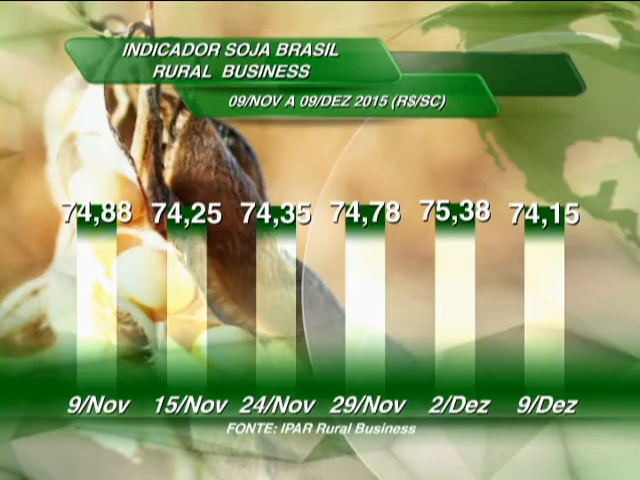 INDICADOR SOJA BRASIL
RURAL BUSINESS
09/NOV A 09/DEZ 2015 (R$/SC)
74,88 74,25 74,35 74,78 75,38 74,15
9/Nov 15/Nov 24/Nov 29/Nov 2/Dez 9/Dez
FONTE: IPAR Rural Business